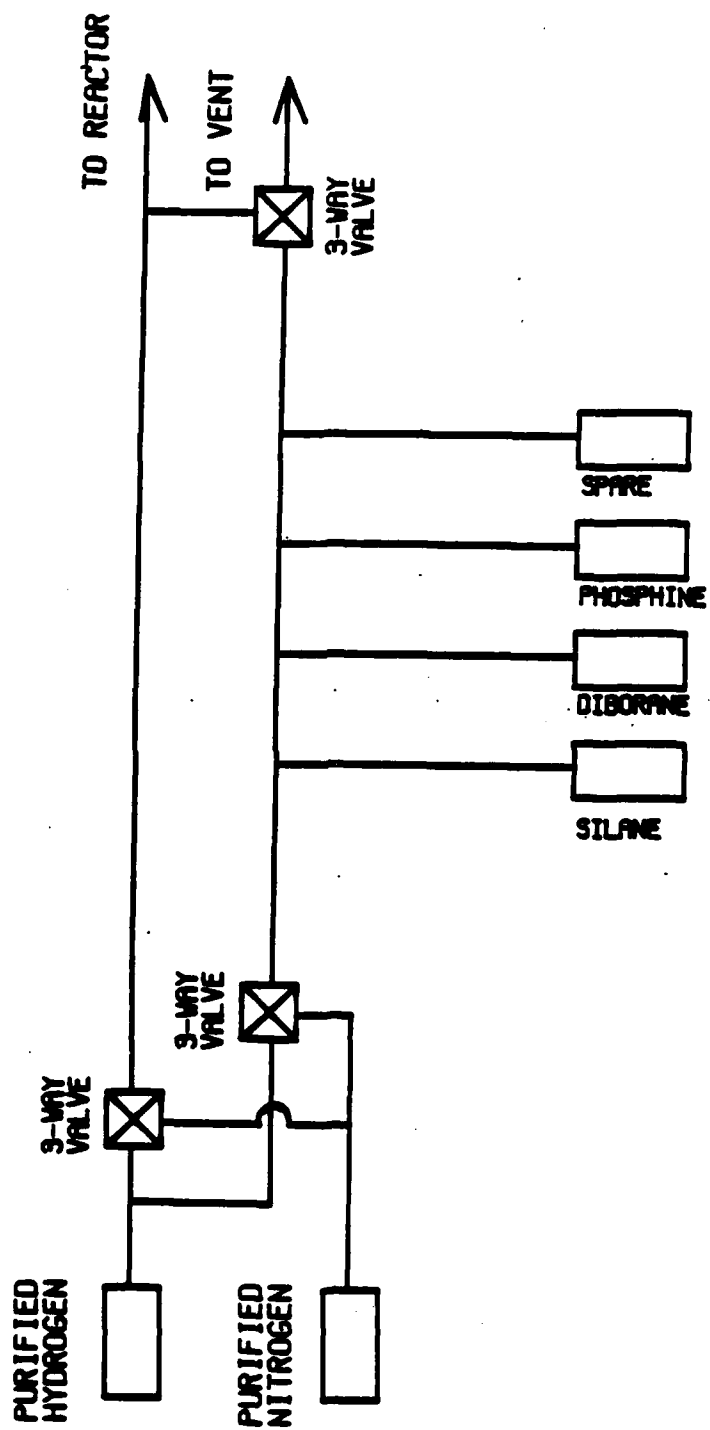 TO REACTOR
TO VENT
3-WAY
VALVE
3-WAY
VALVE
3-WAY
VALVE
SPARE
PHOSPHINE
DIBORANE
SILANE
PURIFIED
HYDROGEN
PURIFIED
NITROGEN